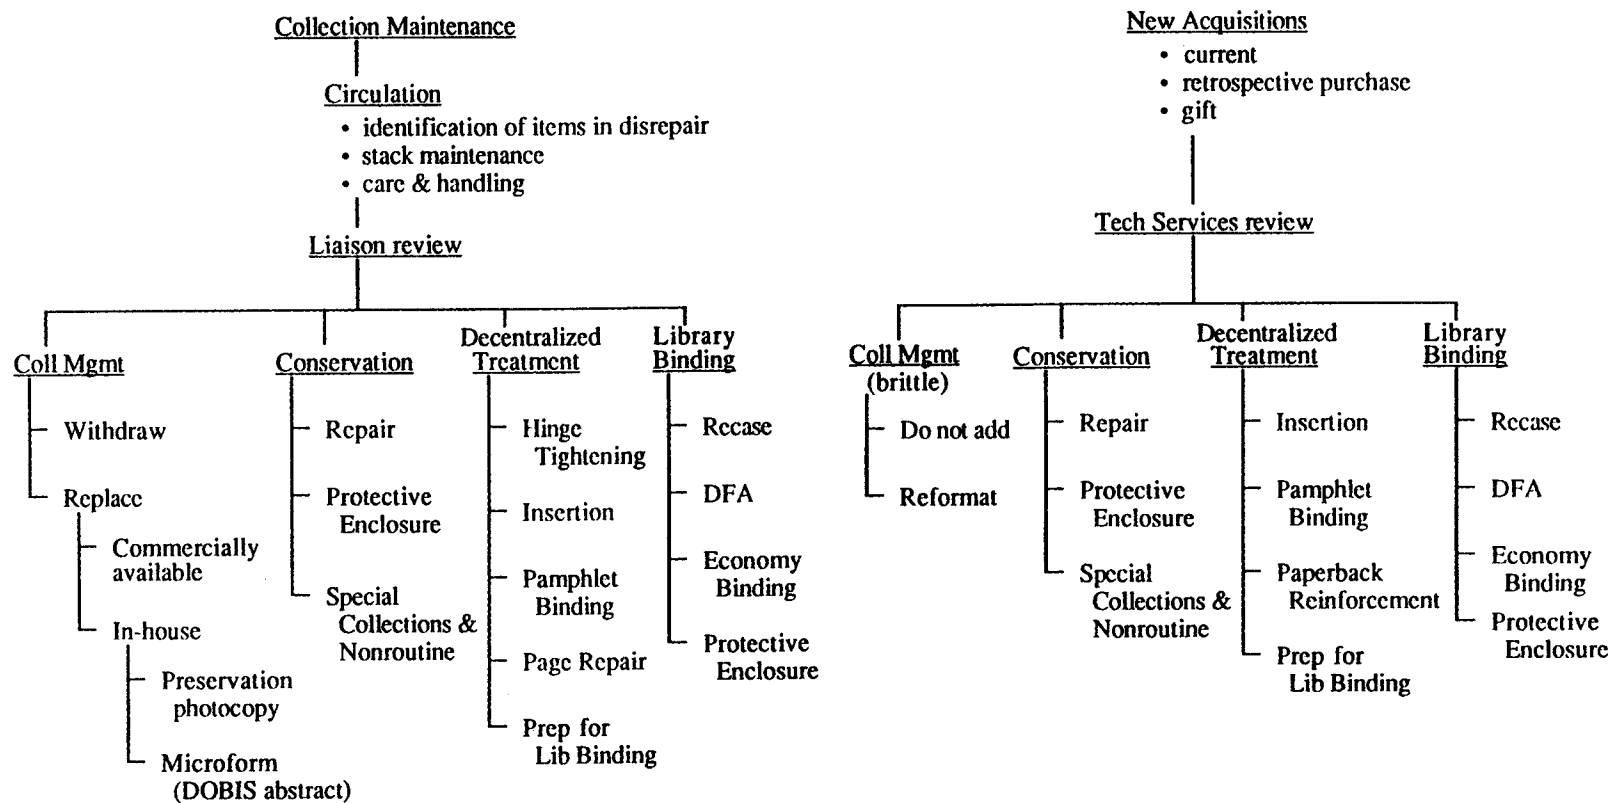 Collection Maintenance
Circulation
• identification of items in disrepair
• stack maintenance
• care & handling
Liaison review
Coll Mgmt
Withdraw
Replace
Commercially
available
In-house
Preservation
photocopy
Microform
(DOBIS abstract)
Conservation
Repair
Protective
Enclosure
Special
Collections &
Nonroutine
Decentralized
Treatment
Hinge
Tightening
Insertion
Pamphlet
Binding
Page Repair
Prep for
Lib Binding
Library
Binding
Recase
DFA
Economy
Binding
Protective
Enclosure
New Acquisitions
• current
• retrospective purchase
• gift
Tech Services review
Coll Mgmt
(brittle)
Do not add
Reformat
Conservation
Repair
Protective
Enclosure
Special
Collections &
Nonroutine
Decentralized
Treatment
Insertion
Pamphlet
Binding
Paperback
Reinforcement
Prep for
Lib Binding
Library
Binding
Recase
DFA
Economy
Binding
Protective
Enclosure